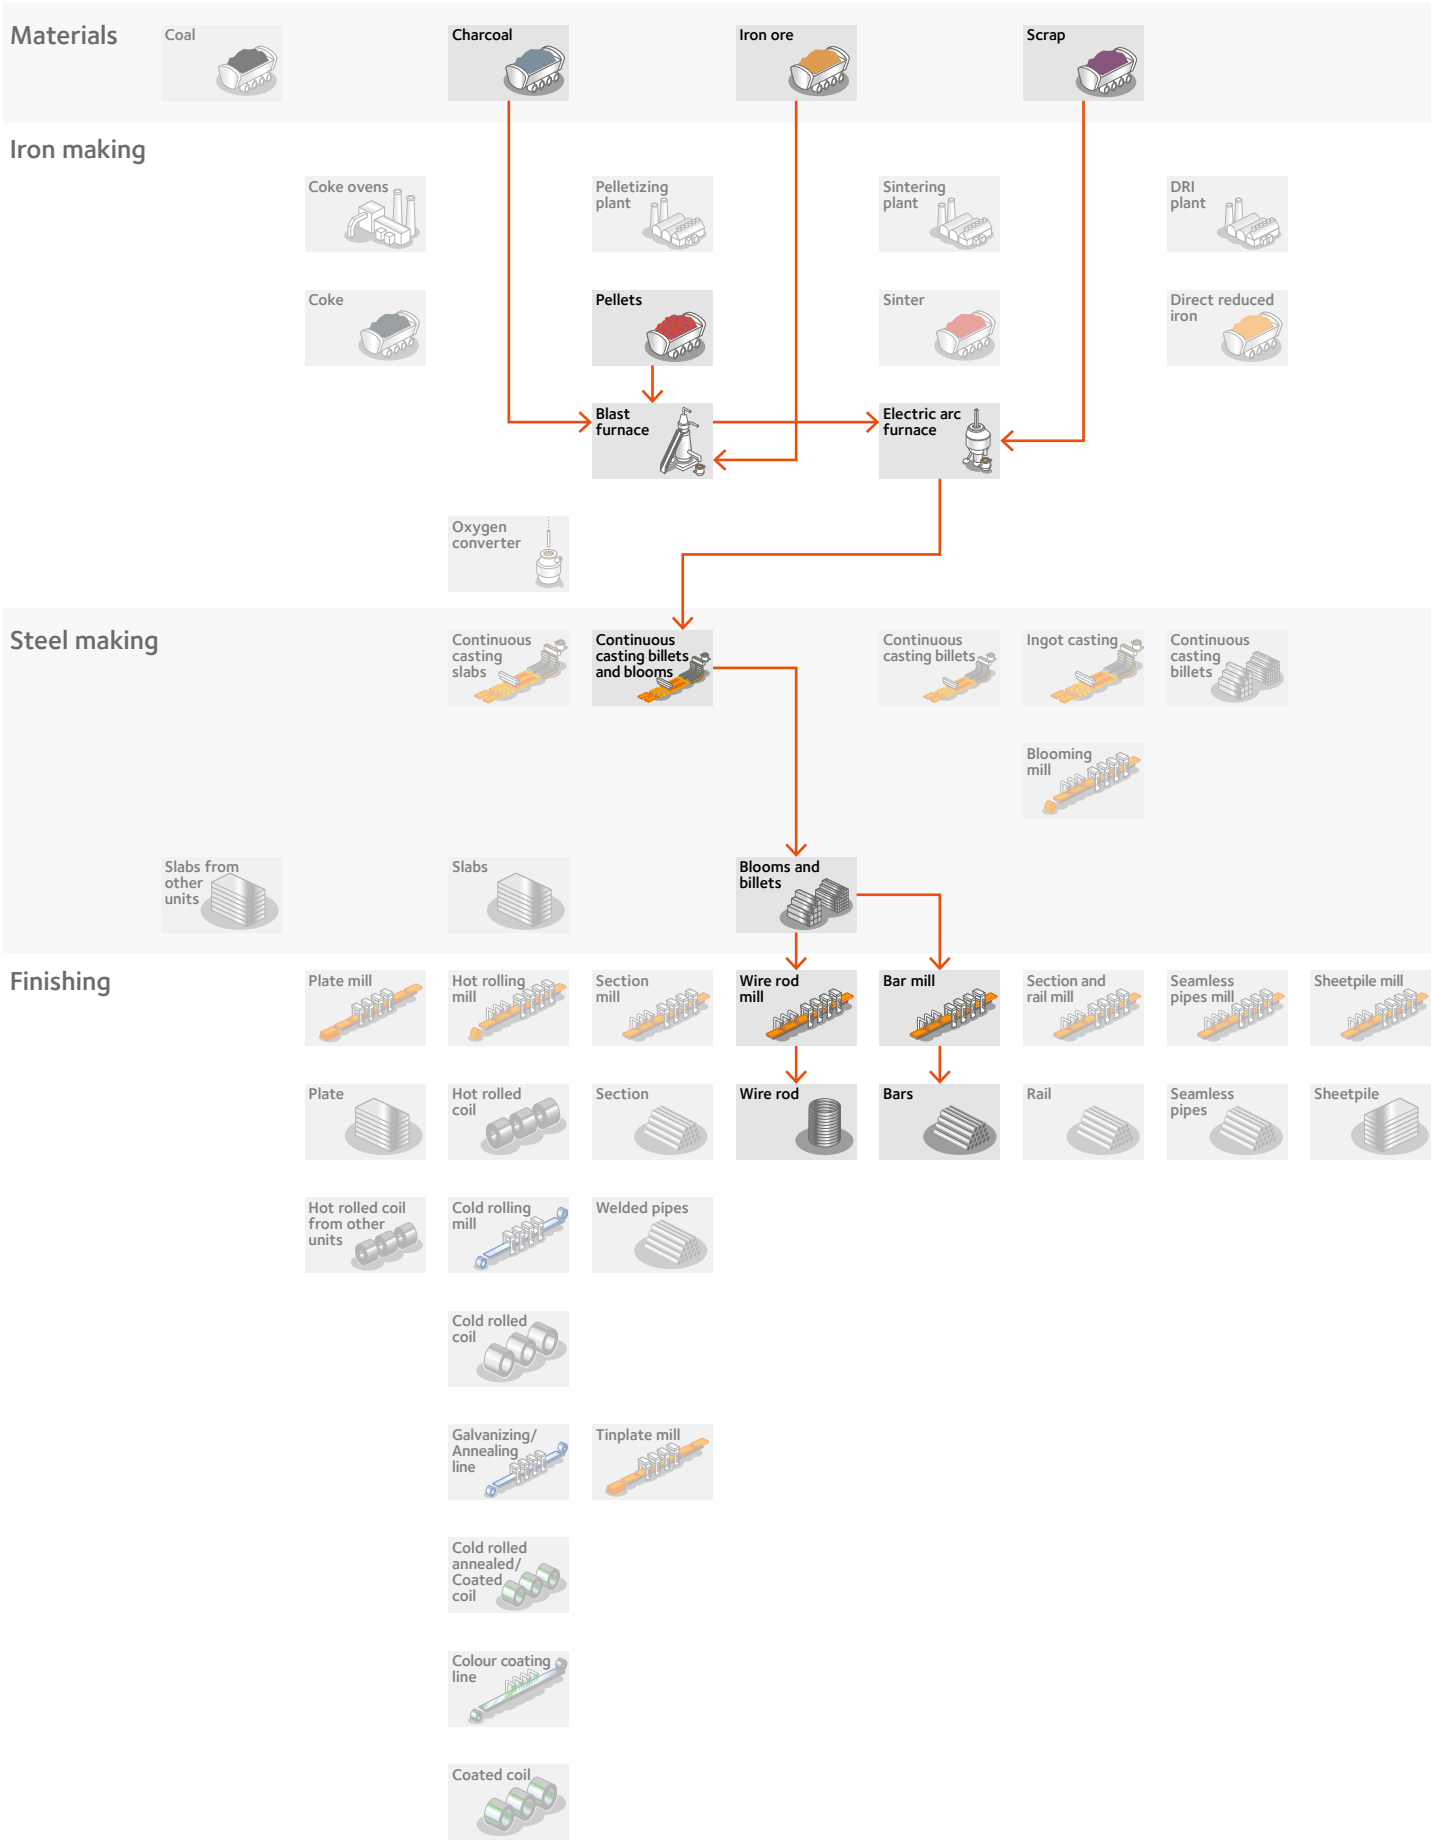 Materials
Coal
Charcoal
Iron ore
Scrap
Iron making
Coke ovens
Pelletizing
plant
Sintering
plant
DRI
plant
Coke
Pellets
Sinter
Direct reduced
iron
Blast
furnace
Electric arc
furnace
Oxygen
converter
Steel making
Continuous
casting
slabs
Continuous
casting billets
and blooms
Continuous
casting billets
Ingot casting
Continuous
casting
billets
Blooming
mill
Slabs from
other
units
Slabs
Blooms and
billets
Finishing
Plate mill
Hot rolling
mill
Section
mill
Wire rod
mill
Bar mill
Section and
rail mill
Seamless
pipes mill
Sheetpile mill
Plate
Hot rolled
coil
Section
Wire rod
Bars
Rail
Seamless
pipes
Sheetpile
Hot rolled coil
from other
units
Cold rolling
mill
Welded pipes
Cold rolled
coil
Galvanizing/
Annealing
line
Tinplate mill
Cold rolled
annealed/
Coated
coil
Colour coating
line
Coated coil